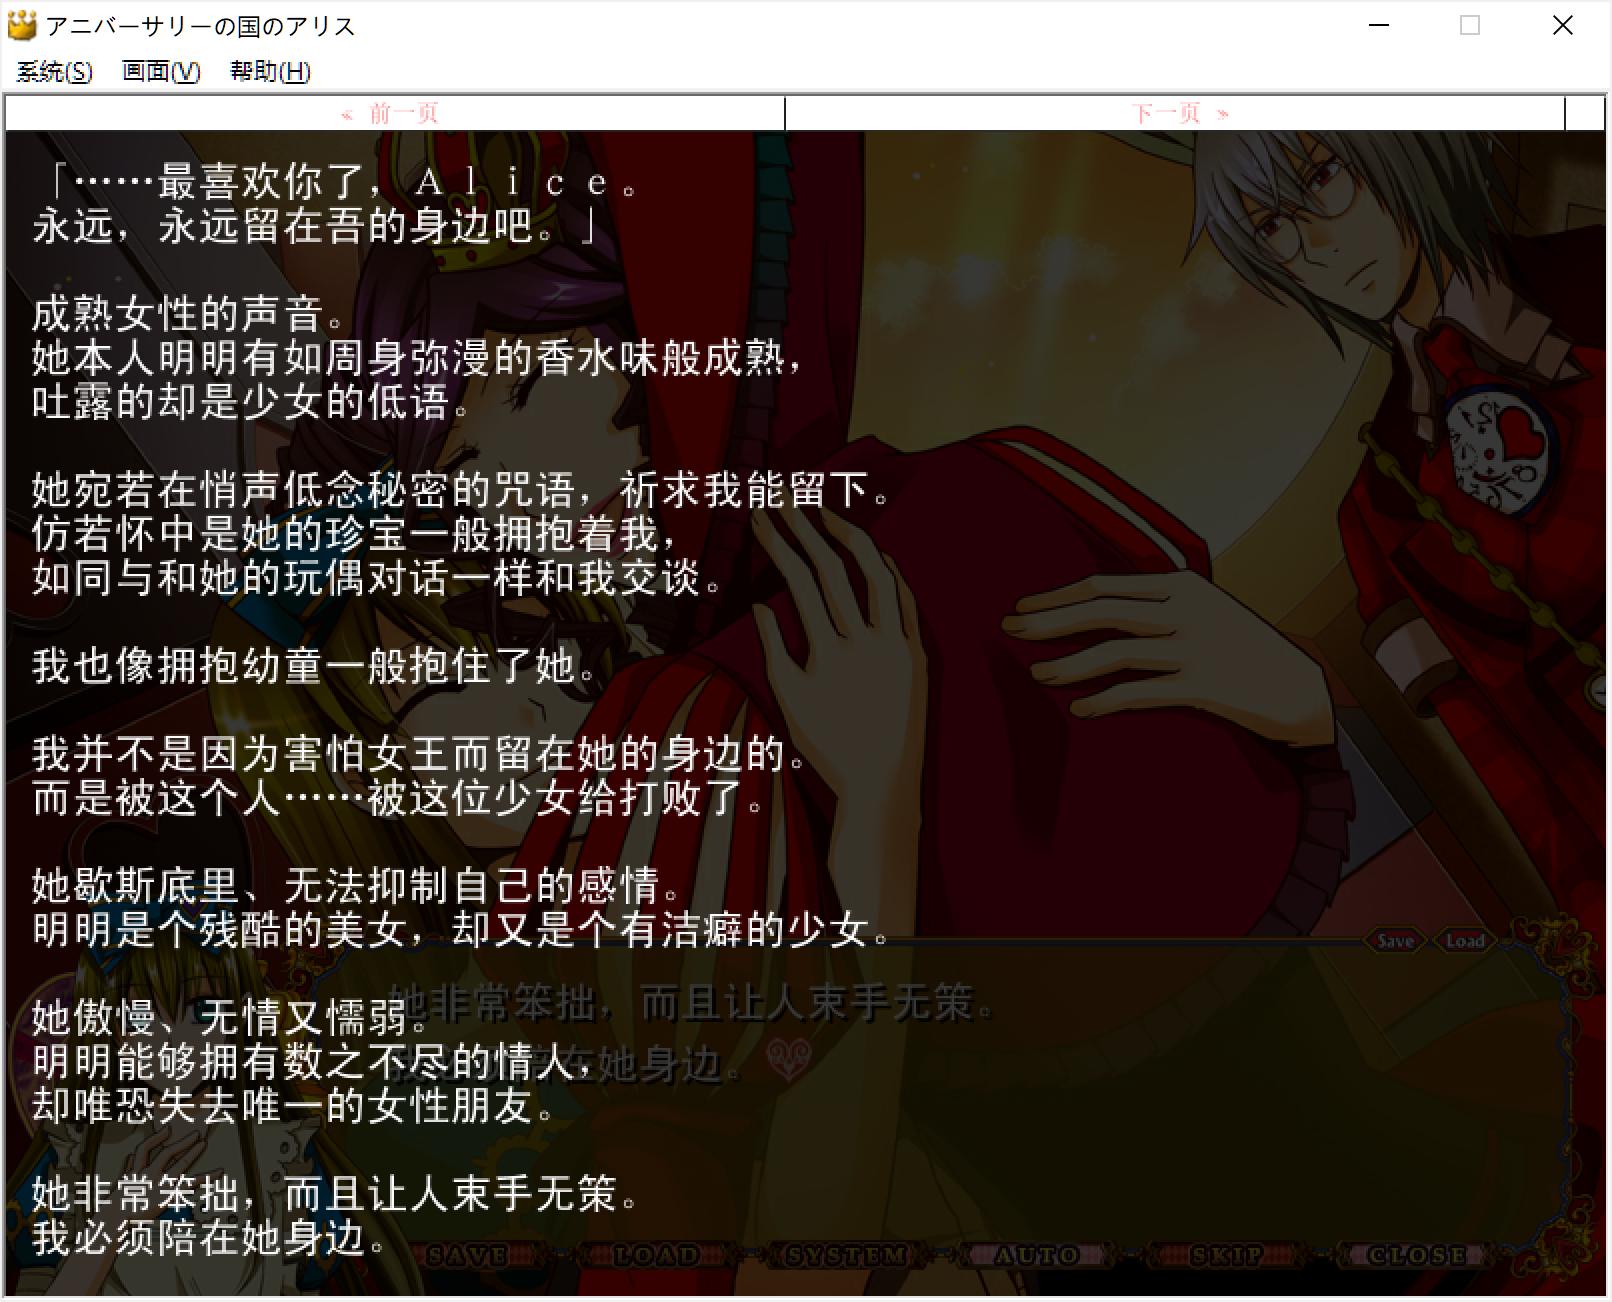 アニバーサリーの国のアリス
系统(S) 画面(V) 帮助(H)
« 前一页 下一页 »
「……最喜欢你了，Ａｌｉｃｅ。
永远，永远留在吾的身边吧。」
成熟女性的声音。
她本人明明有如周身弥漫的香水味般成熟，
吐露的却是少女的低语。
她宛若在悄声低念秘密的咒语，祈求我能留下。
仿若怀中是她的珍宝一般拥抱着我，
如同与和她的玩偶对话一样和我交谈。
我也像拥抱幼童一般抱住了她。
我并不是因为害怕女王而留在她的身边的。
而是被这个人……被这位少女给打败了。
她歇斯底里、无法抑制自己的感情。
明明是个残酷的美女，却又是个有洁癖的少女。
Save Load
她傲慢、无情又懦弱。
明明能够拥有数之不尽的情人，
却唯恐失去唯一的女性朋友。
她非常笨拙，而且让人束手无策。
我必须陪在她身边。
她非常笨拙，而且让人束手无策。
在她身边。
SAVE LOAD SYSTEM AUTO SKIP CLOSE